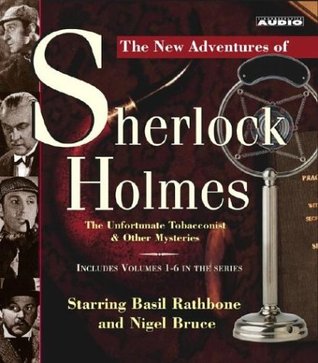 AUDIO
The New Adventures of
Sherlock
Holmes
The Unfortunate Tobacconist
& Other Mysteries
Includes Volumes 1-6 in the series
Starring Basil Rathbone
and Nigel Bruce